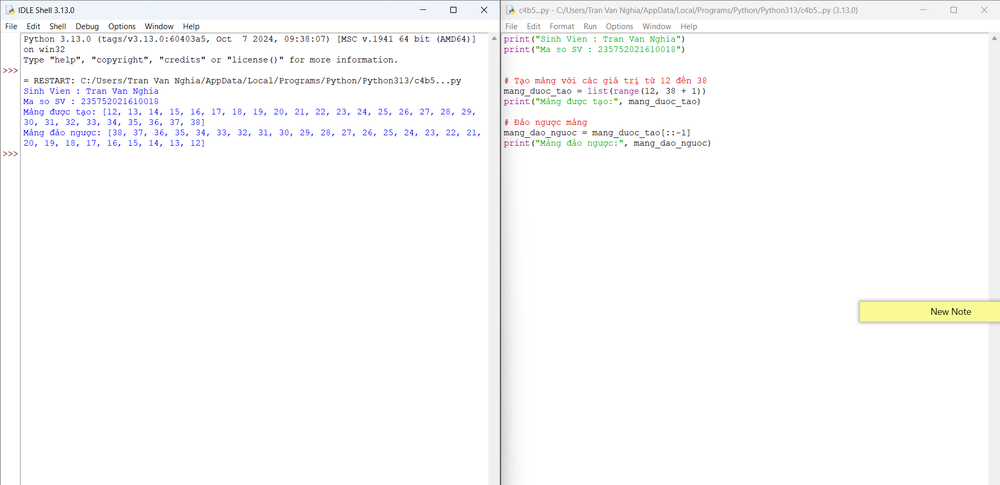 IDLE Shell 3.13.0
File Edit Shell Debug Options Window Help
Python 3.13.0 (tags/v3.13.0:60403a5, Oct  7 2024, 09:38:07) [MSC v.1941 64 bit (AMD64)]
on win32
Type "help", "copyright", "credits" or "license()" for more information.
>>>
= RESTART: C:/Users/Tran Van Nghia/AppData/Local/Programs/Python/Python313/c4b5...py
Sinh Vien : Tran Van Nghia
Ma so SV : 235752021610018
Mảng được tạo: [12, 13, 14, 15, 16, 17, 18, 19, 20, 21, 22, 23, 24, 25, 26, 27, 28, 29,
30, 31, 32, 33, 34, 35, 36, 37, 38]
Mảng đảo ngược: [38, 37, 36, 35, 34, 33, 32, 31, 30, 29, 28, 27, 26, 25, 24, 23, 22, 21,
20, 19, 18, 17, 16, 15, 14, 13, 12]
>>>
c4b5...py - C:/Users/Tran Van Nghia/AppData/Local/Programs/Python/Python313/c4b5...py (3.13.0)
File Edit Format Run Options Window Help
print("Sinh Vien : Tran Van Nghia")
print("Ma so SV : 235752021610018")
# Tạo mảng với các giá trị từ 12 đến 38
mang_duoc_tao = list(range(12, 38 + 1))
print("Mảng được tạo:", mang_duoc_tao)
# Đảo ngược mảng
mang_dao_nguoc = mang_duoc_tao[::-1]
print("Mảng đảo ngược:", mang_dao_nguoc)
New Note